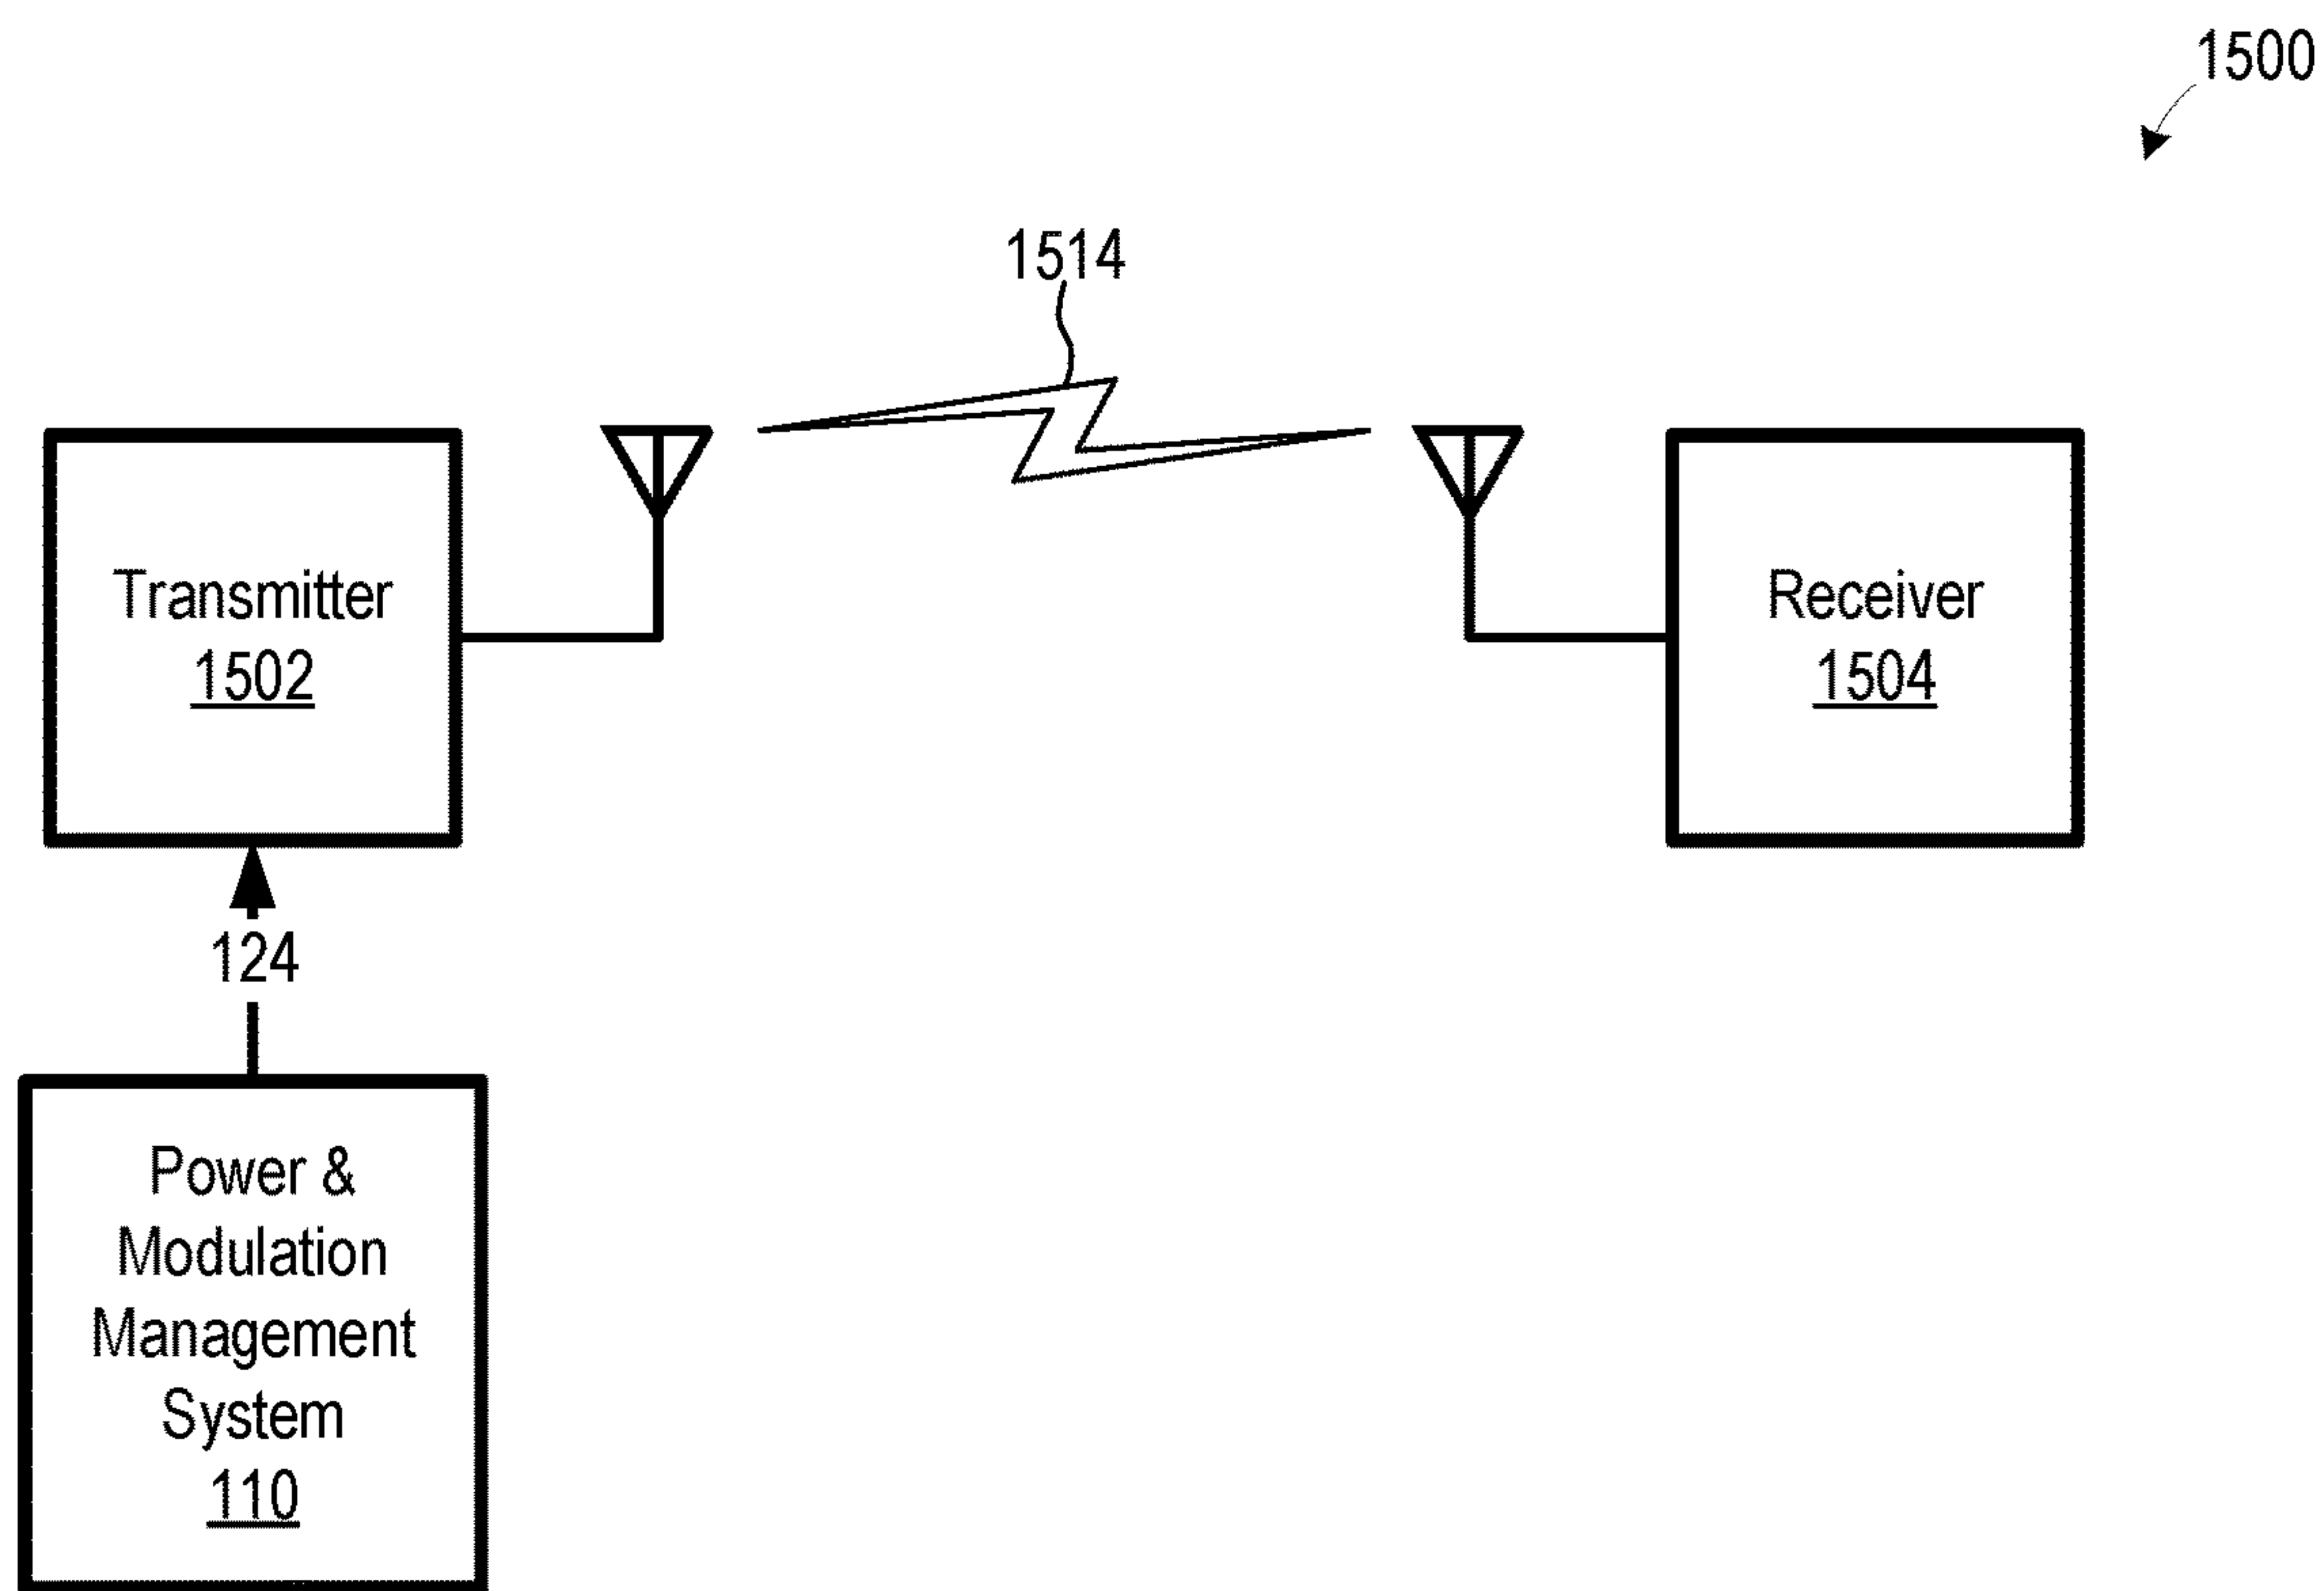 1500
1514
Transmitter
1502
Receiver
1504
124
Power &
Modulation
Management
System
110